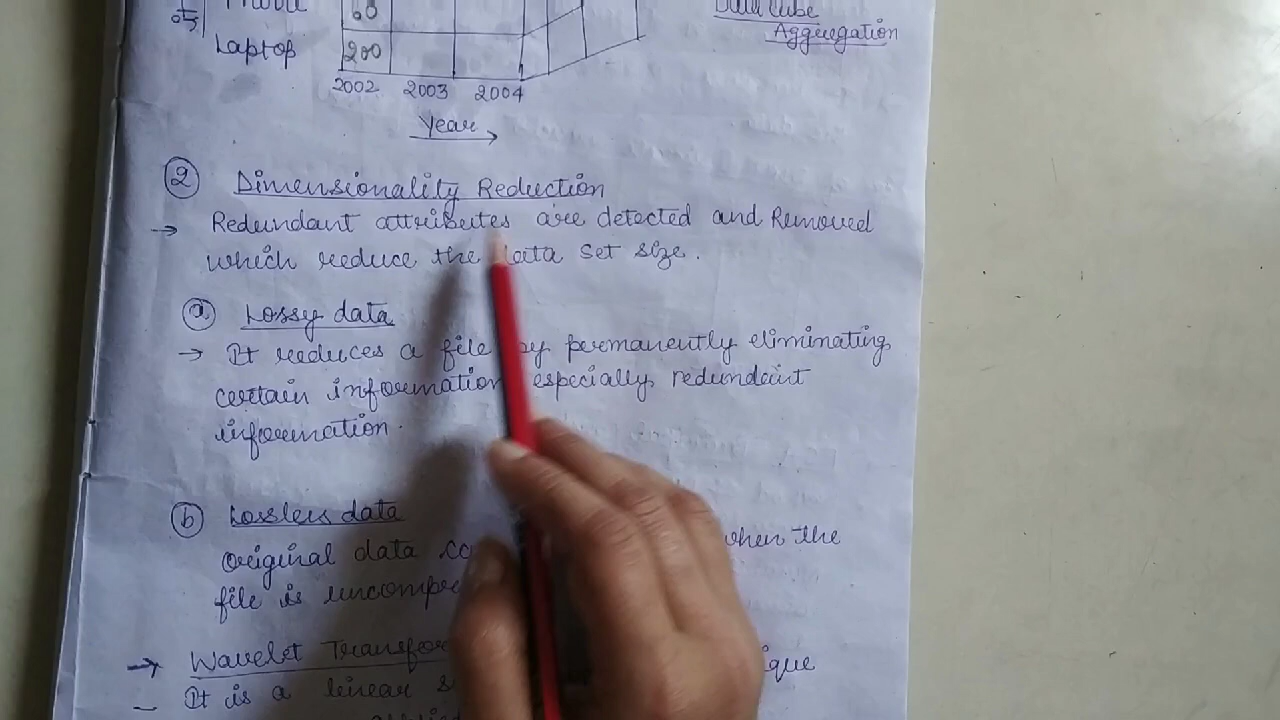 Laptop 200
Data Cube
Aggregation
2002 2003 2004
Year
2 Dimensionality Reduction
→ Redundant attributes are detected and Removed
which reduce the data set size.
a Lossy data
→ It reduces a file by permanently eliminating
certain information especially redundant
information.
b Lossless data
Original data when the
file is
→ Wavelet
- It is a linear